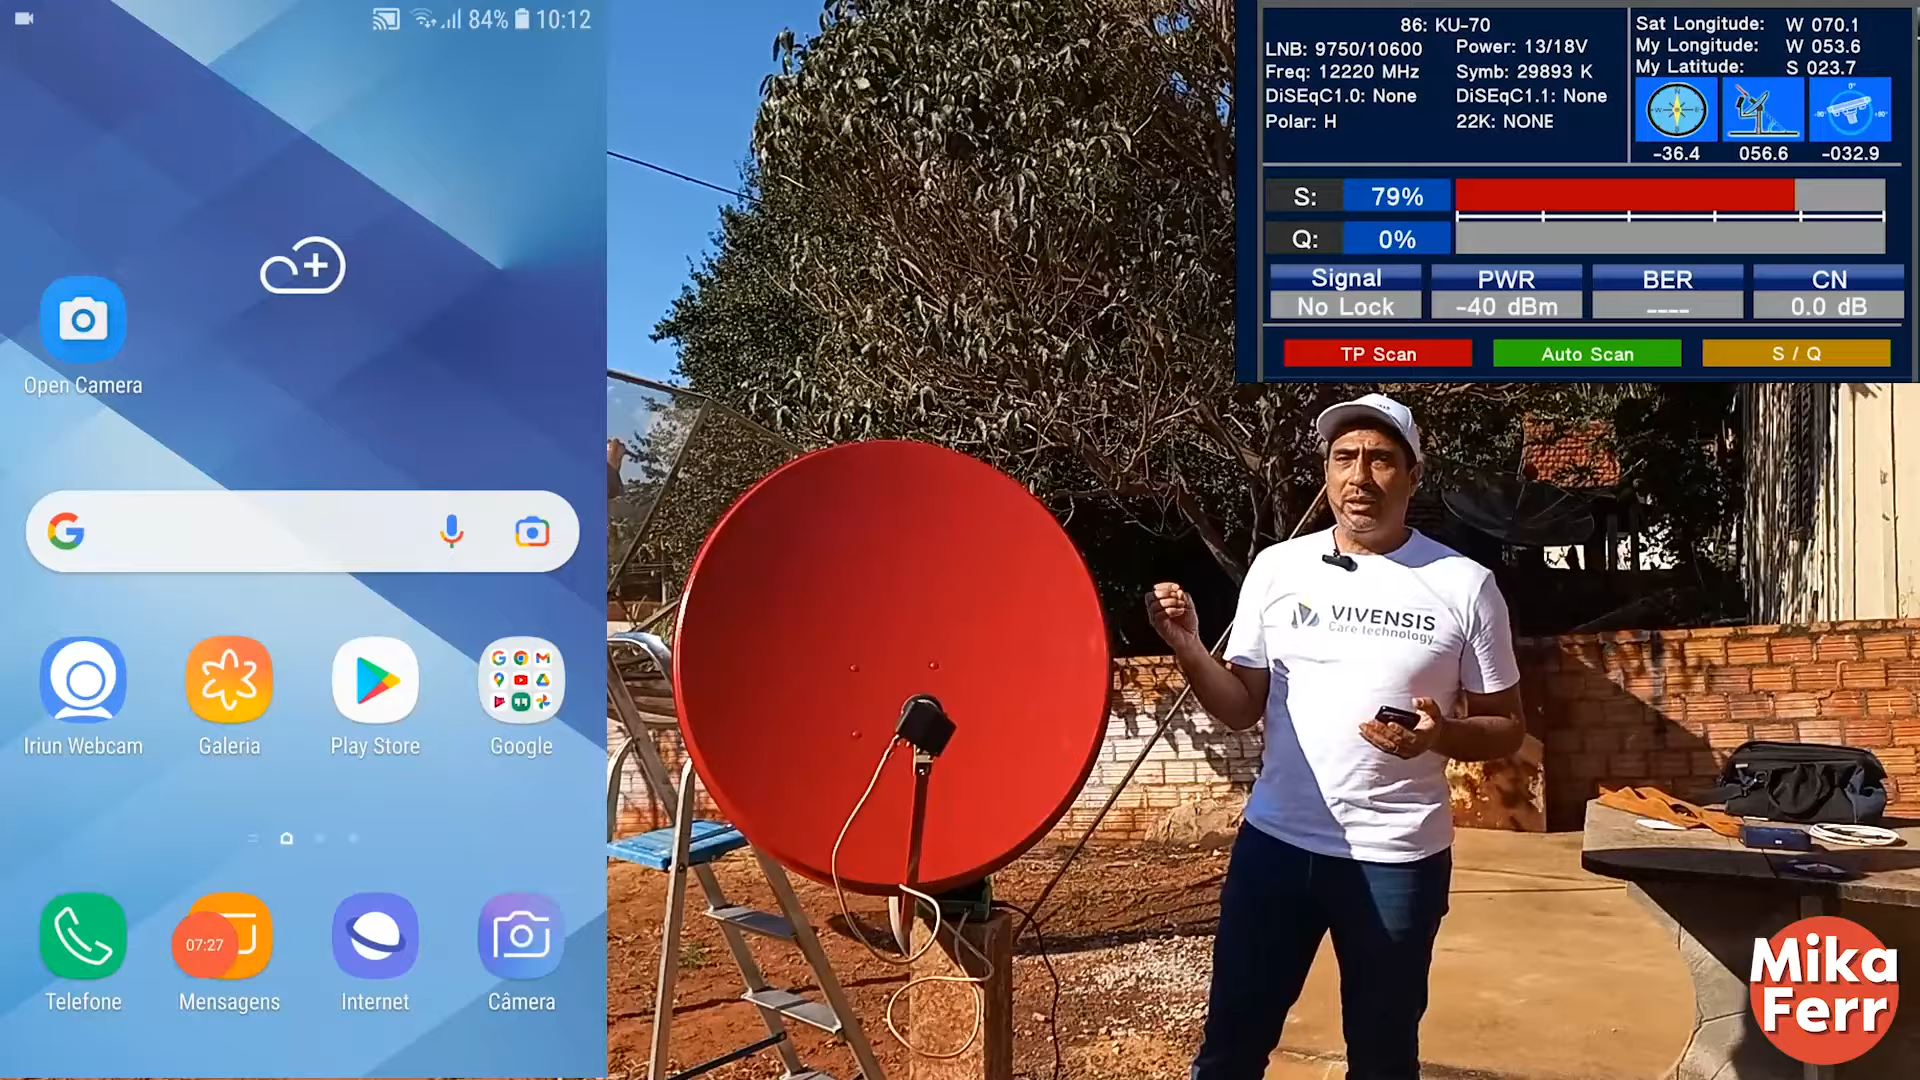 84% 10:12
Open Camera
G
Iriun Webcam
Galeria
Play Store
Google
07:27
Telefone
Mensagens
Internet
Câmera
86: KU-70
LNB: 9750/10600 Power: 13/18V
Freq: 12220 MHz Symb: 29893 K
DiSEqC1.0: None DiSEqC1.1: None
Polar: H 22K: NONE
Sat Longitude: W 070.1
My Longitude: W 053.6
My Latitude: S 023.7
-36.4 056.6 -032.9
S: 79%
Q: 0%
Signal PWR BER CN
No Lock -40 dBm ---- 0.0 dB
TP Scan Auto Scan S / Q
VIVENSIS
Care technology
Mika
Ferr